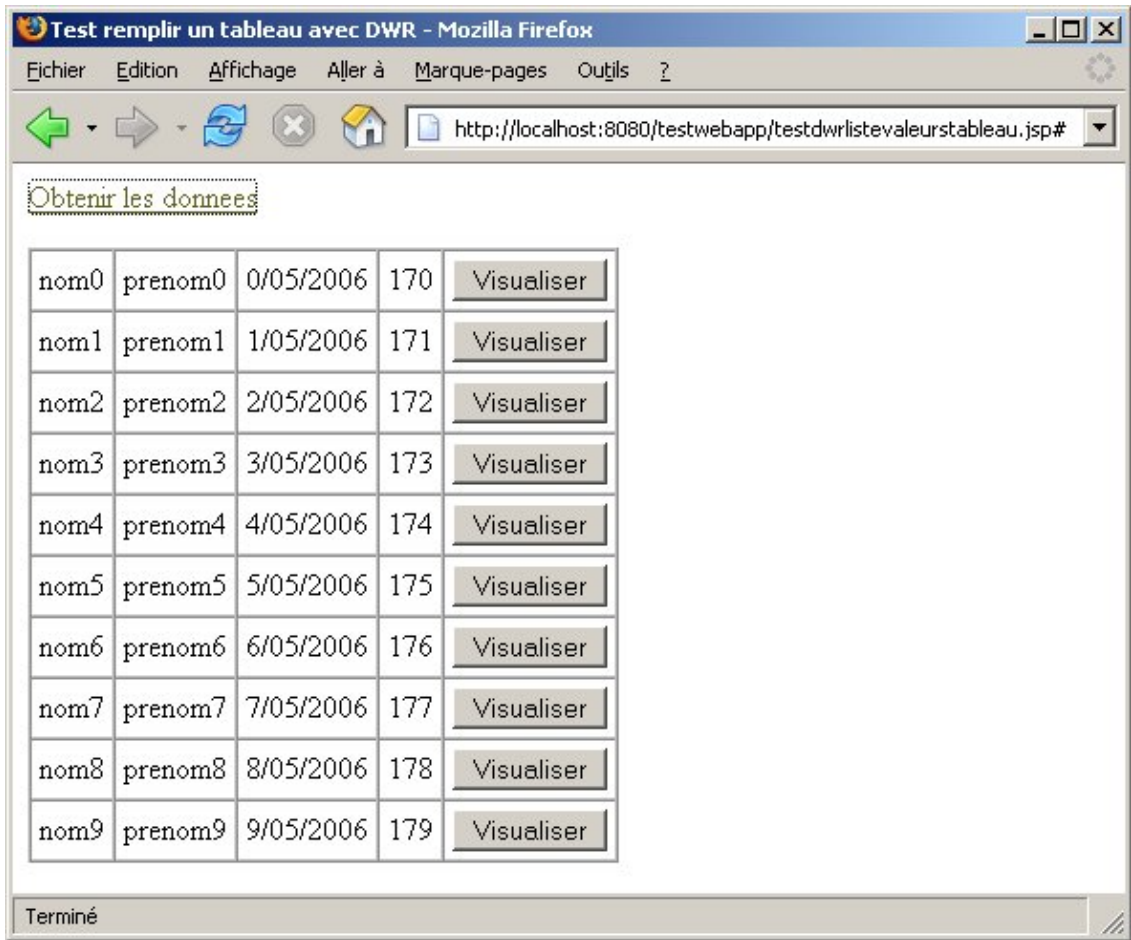 Test remplir un tableau avec DWR - Mozilla Firefox
Fichier Edition Affichage Aller à Marque-pages Outils ?
http://localhost:8080/testwebapp/testdwrlistevaleurstableau.jsp#
Obtenir les donnees
nom0 prenom0 0/05/2006 170 Visualiser
nom1 prenom1 1/05/2006 171 Visualiser
nom2 prenom2 2/05/2006 172 Visualiser
nom3 prenom3 3/05/2006 173 Visualiser
nom4 prenom4 4/05/2006 174 Visualiser
nom5 prenom5 5/05/2006 175 Visualiser
nom6 prenom6 6/05/2006 176 Visualiser
nom7 prenom7 7/05/2006 177 Visualiser
nom8 prenom8 8/05/2006 178 Visualiser
nom9 prenom9 9/05/2006 179 Visualiser
Terminé